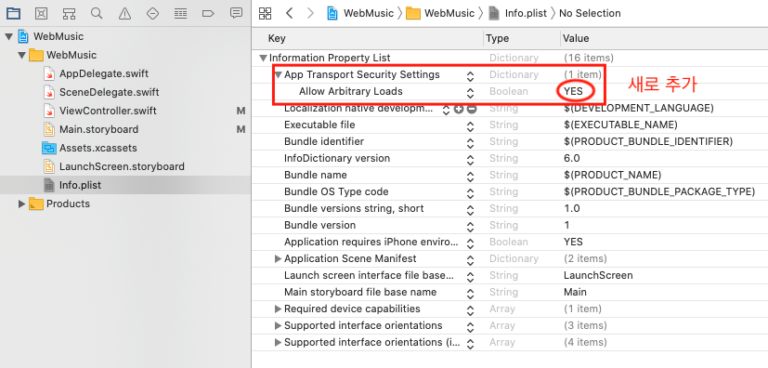 WebMusic 〉 WebMusic 〉 Info.plist 〉 No Selection
WebMusic
WebMusic
AppDelegate.swift
SceneDelegate.swift
ViewController.swift M
Main.storyboard M
Assets.xcassets
LaunchScreen.storyboard
Info.plist
Products
Key Type Value
Information Property List Dictionary (16 items)
App Transport Security Settings Dictionary (1 item)
새로 추가
Allow Arbitrary Loads Boolean YES
Localization native developm... String $(DEVELOPMENT_LANGUAGE)
Executable file String $(EXECUTABLE_NAME)
Bundle identifier String $(PRODUCT_BUNDLE_IDENTIFIER)
InfoDictionary version String 6.0
Bundle name String $(PRODUCT_NAME)
Bundle OS Type code String $(PRODUCT_BUNDLE_PACKAGE_TYPE)
Bundle versions string, short String 1.0
Bundle version String 1
Application requires iPhone enviro... Boolean YES
Application Scene Manifest Dictionary (2 items)
Launch screen interface file base... String LaunchScreen
Main storyboard file base name String Main
Required device capabilities Array (1 item)
Supported interface orientations Array (3 items)
Supported interface orientations (i... Array (4 items)